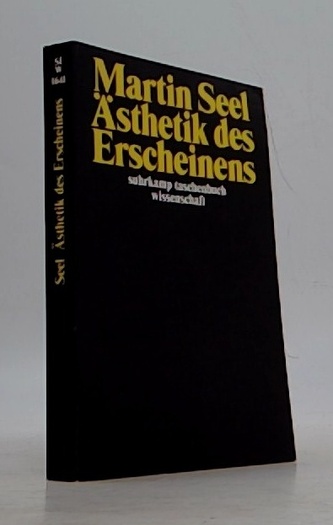 Martin Seel
Ästhetik des
Erscheinens
suhrkamp taschenbuch
wissenschaft
Seel Ästhetik des Erscheinens